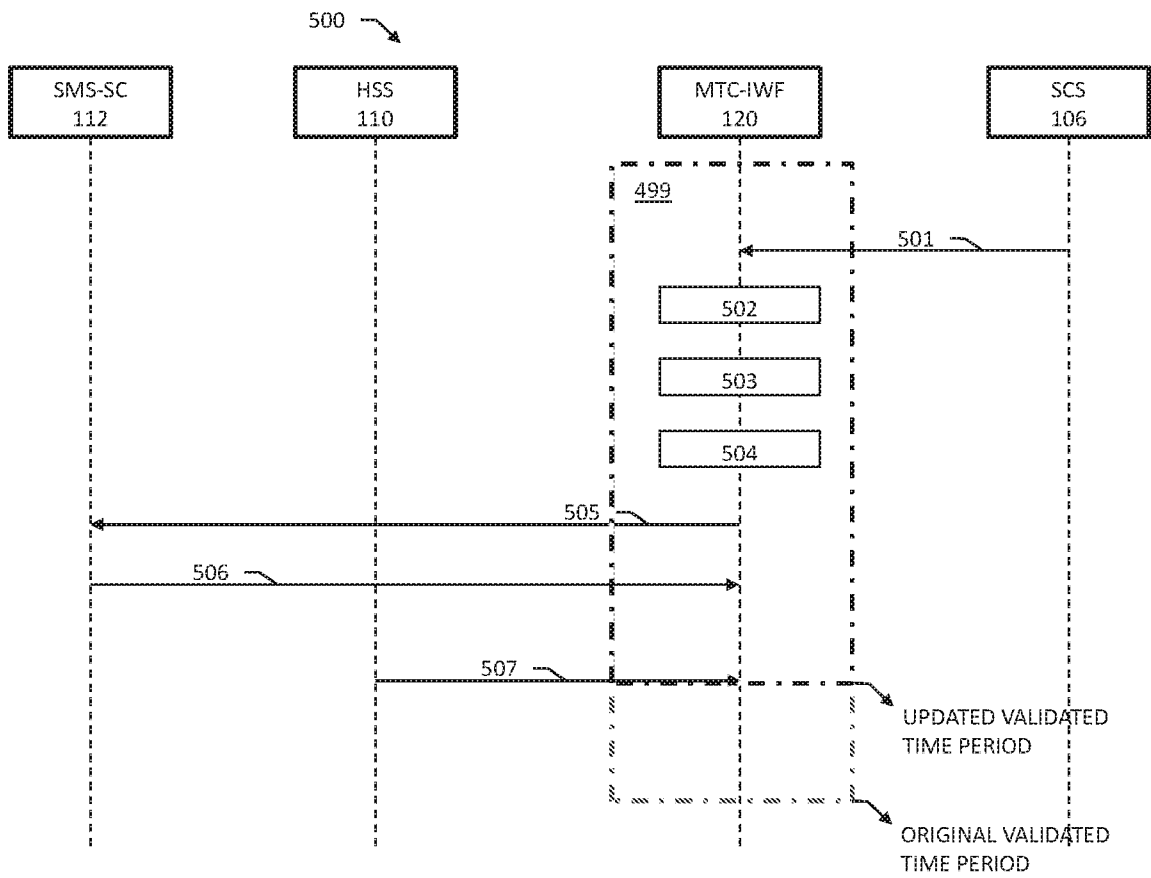 500
SMS-SC
112
HSS
110
MTC-IWF
120
SCS
106
499
501
502
503
504
505
506
507
UPDATED VALIDATED
TIME PERIOD
ORIGINAL VALIDATED
TIME PERIOD